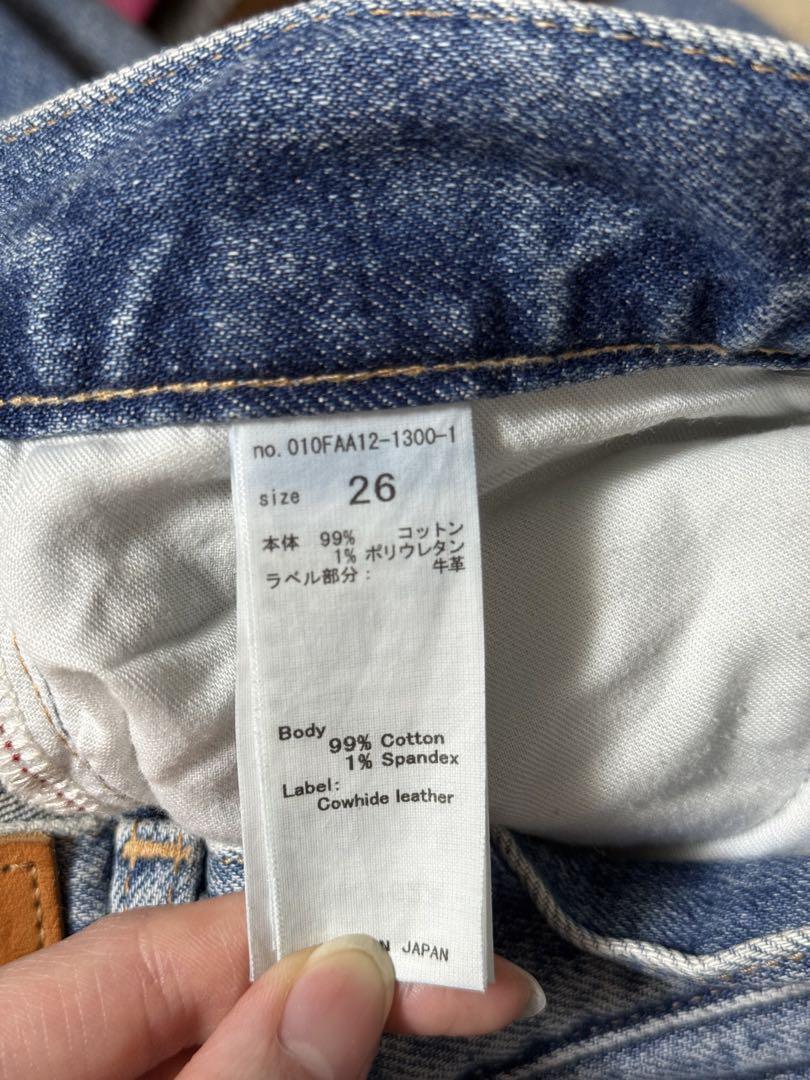 no. 010FAA12-1300-1
size 26
本体 99% コットン
1% ポリウレタン
ラベル部分: 牛革
Body
99% Cotton
1% Spandex
Label:
Cowhide leather
JAPAN